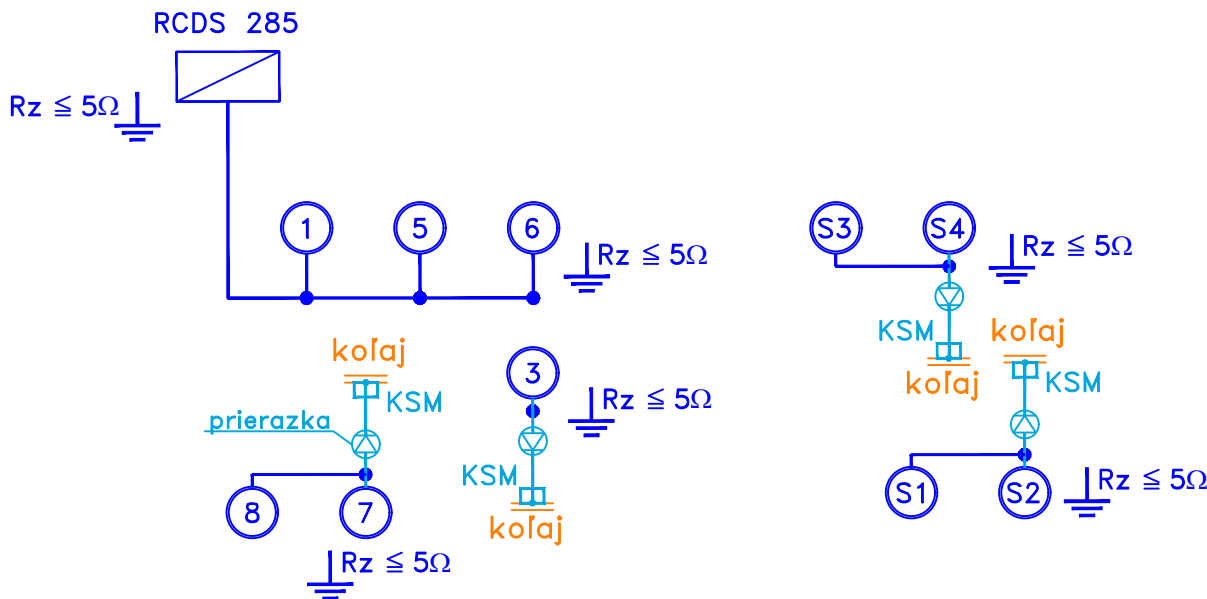 RCDS 285
Rz ≦ 5Ω
1
5
6
Rz ≦ 5Ω
S3
S4
Rz ≦ 5Ω
KSM
koľaj
koľaj
KSM
koľaj
KSM
prierazka
3
Rz ≦ 5Ω
KSM
koľaj
8
7
Rz ≦ 5Ω
S1
S2
Rz ≦ 5Ω